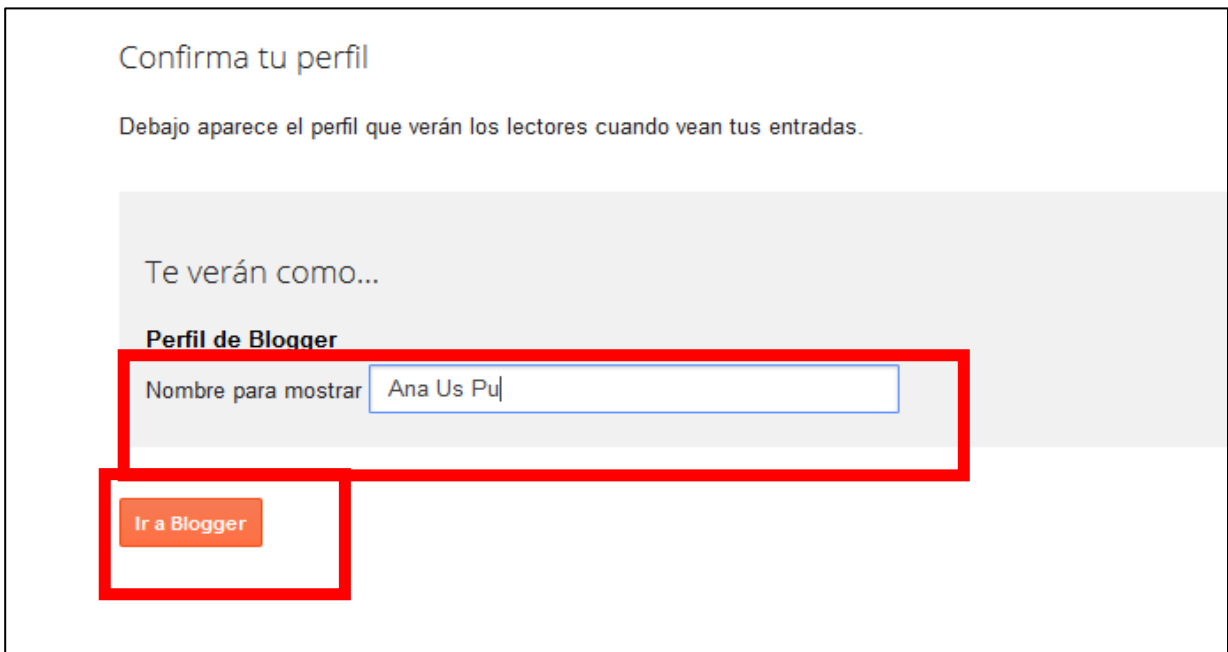 Confirma tu perfil
Debajo aparece el perfil que verán los lectores cuando vean tus entradas.
Te verán como...
Perfil de Blogger
Nombre para mostrar Ana Us Pu
Ir a Blogger